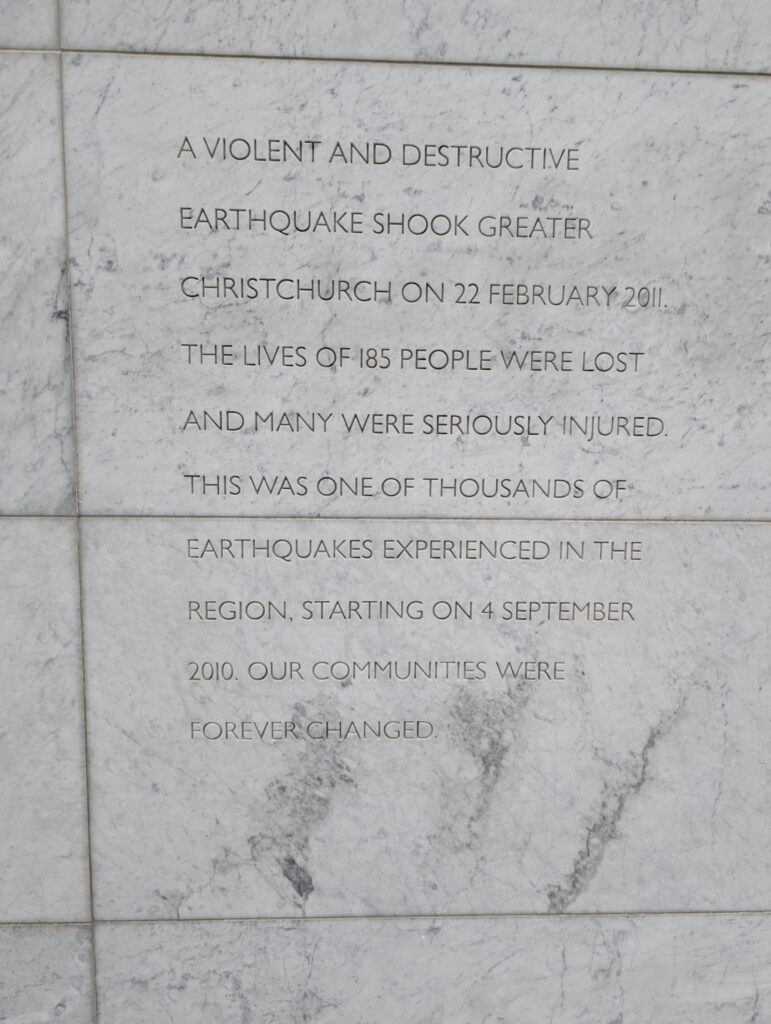 A VIOLENT AND DESTRUCTIVE
EARTHQUAKE SHOOK GREATER
CHRISTCHURCH ON 22 FEBRUARY 2011.
THE LIVES OF 185 PEOPLE WERE LOST
AND MANY WERE SERIOUSLY INJURED.
THIS WAS ONE OF THOUSANDS OF
EARTHQUAKES EXPERIENCED IN THE
REGION, STARTING ON 4 SEPTEMBER
2010. OUR COMMUNITIES WERE
FOREVER CHANGED.